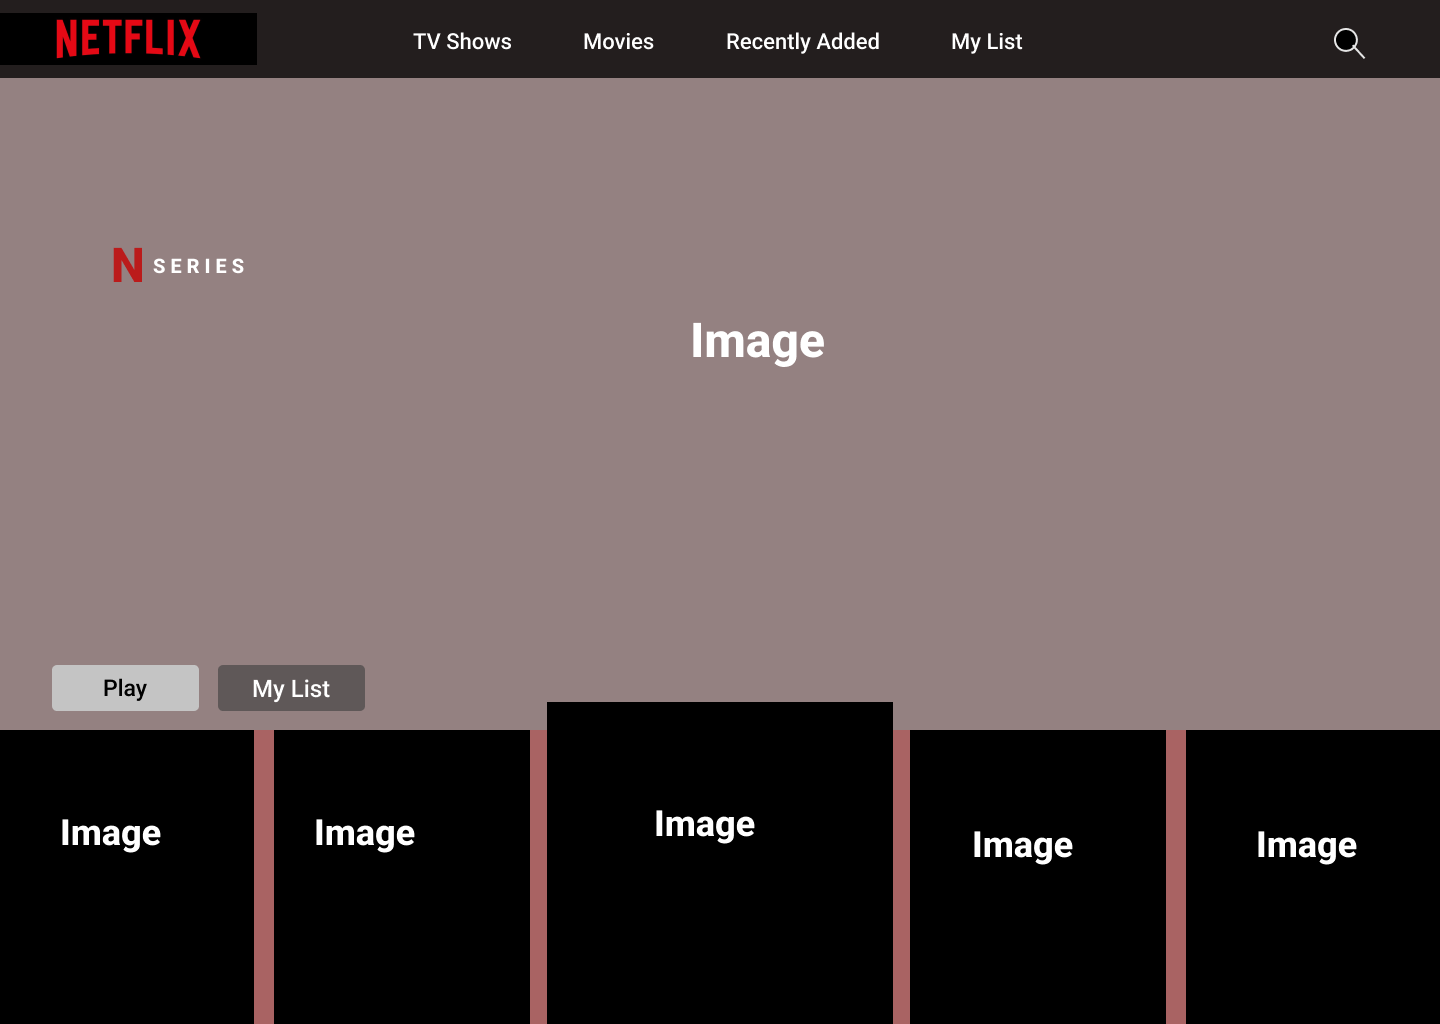 NETFLIX
TV Shows
Movies
Recently Added
My List
N SERIES
Image
Play
My List
Image
Image
Image
Image
Image